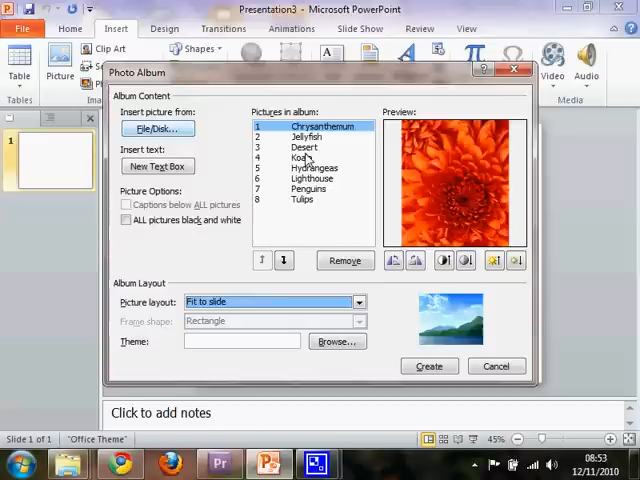 Presentation3 - Microsoft PowerPoint
File Home Insert Design Transitions Animations Slide Show Review View
Table
Tables
Picture
Clip Art
Shapes
Video
Audio
Media
Photo Album
Album Content
Insert picture from:
File/Disk...
Insert text:
New Text Box
Picture Options:
Captions below ALL pictures
ALL pictures black and white
Pictures in album:
1 Chrysanthemum
2 Jellyfish
3 Desert
4 Koala
5 Hydrangeas
6 Lighthouse
7 Penguins
8 Tulips
Remove
Preview:
Album Layout
Picture layout: Fit to slide
Frame shape: Rectangle
Theme:
Browse...
Create
Cancel
1
Click to add notes
Slide 1 of 1 "Office Theme" 45%
Pr
P
08:53
12/11/2010